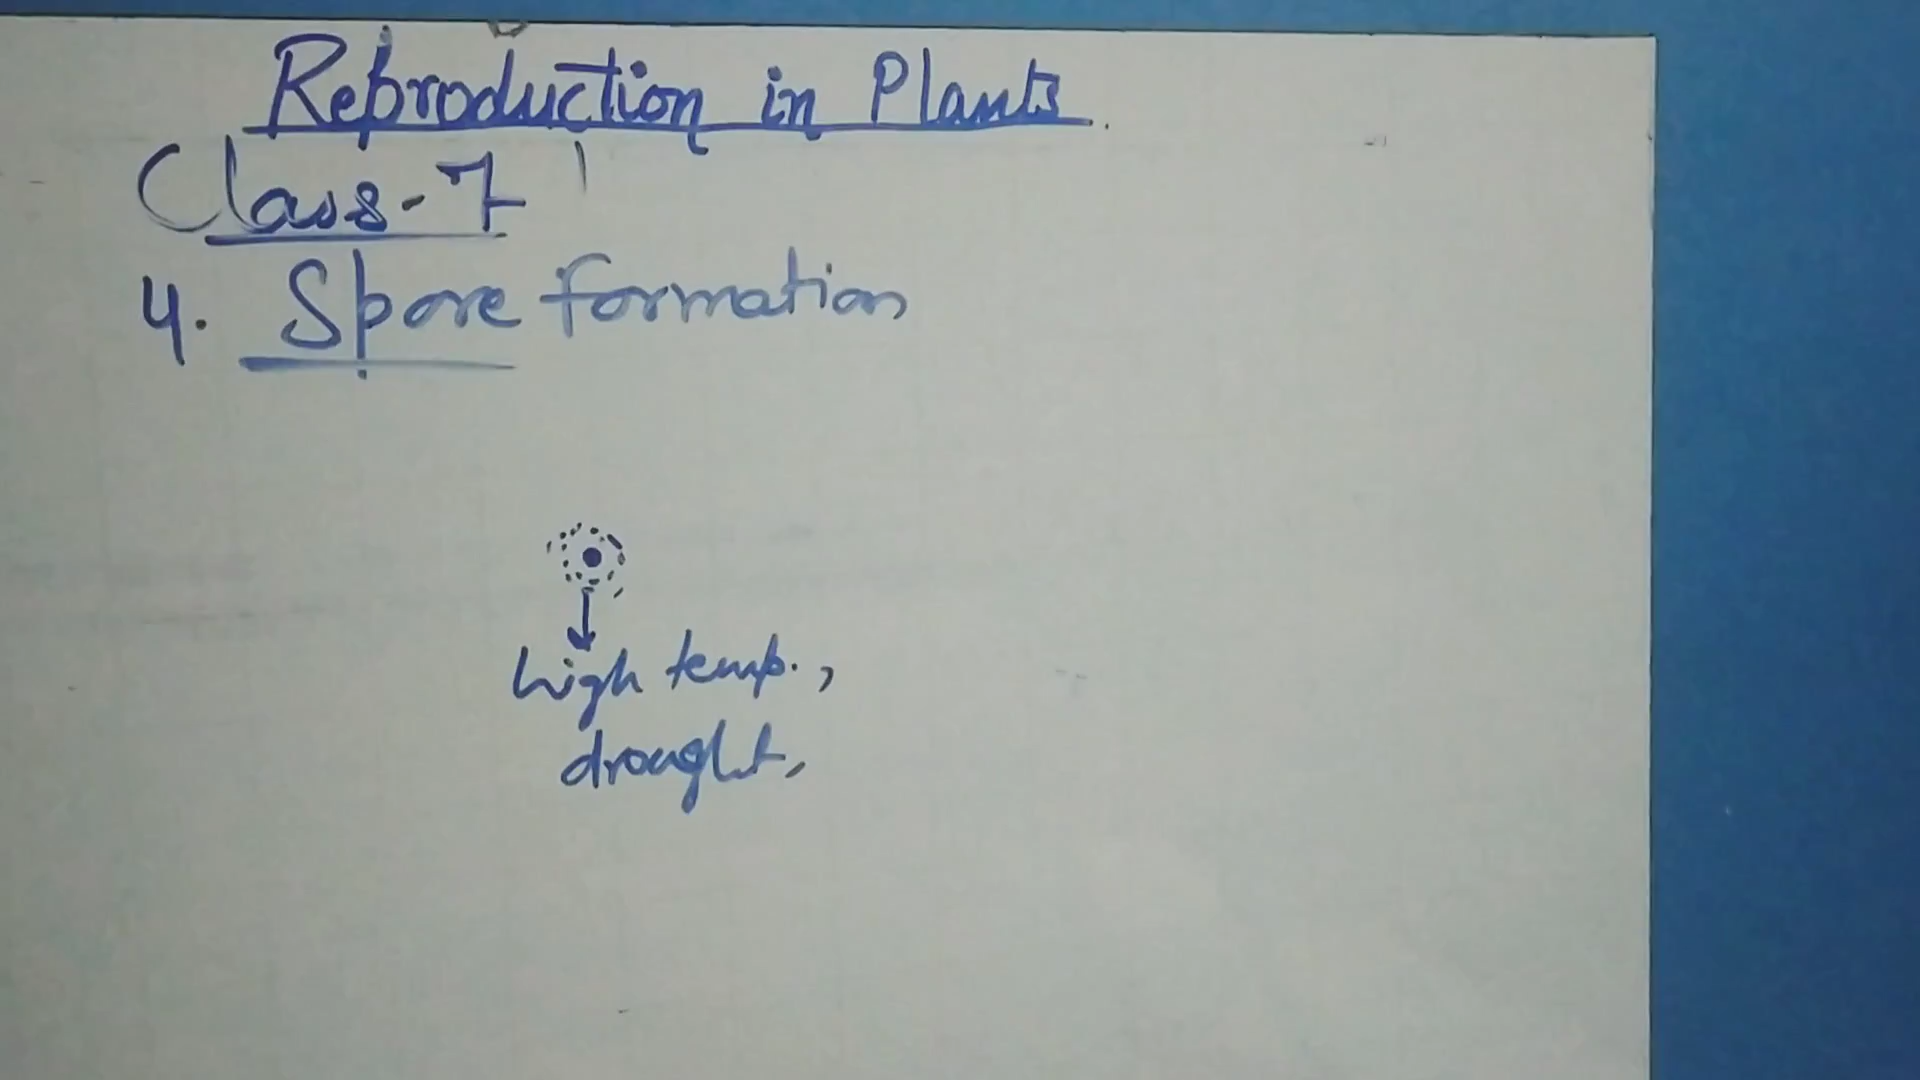 Reproduction in Plants.
Class-7
4. Spore formation
high temp.,
drought,